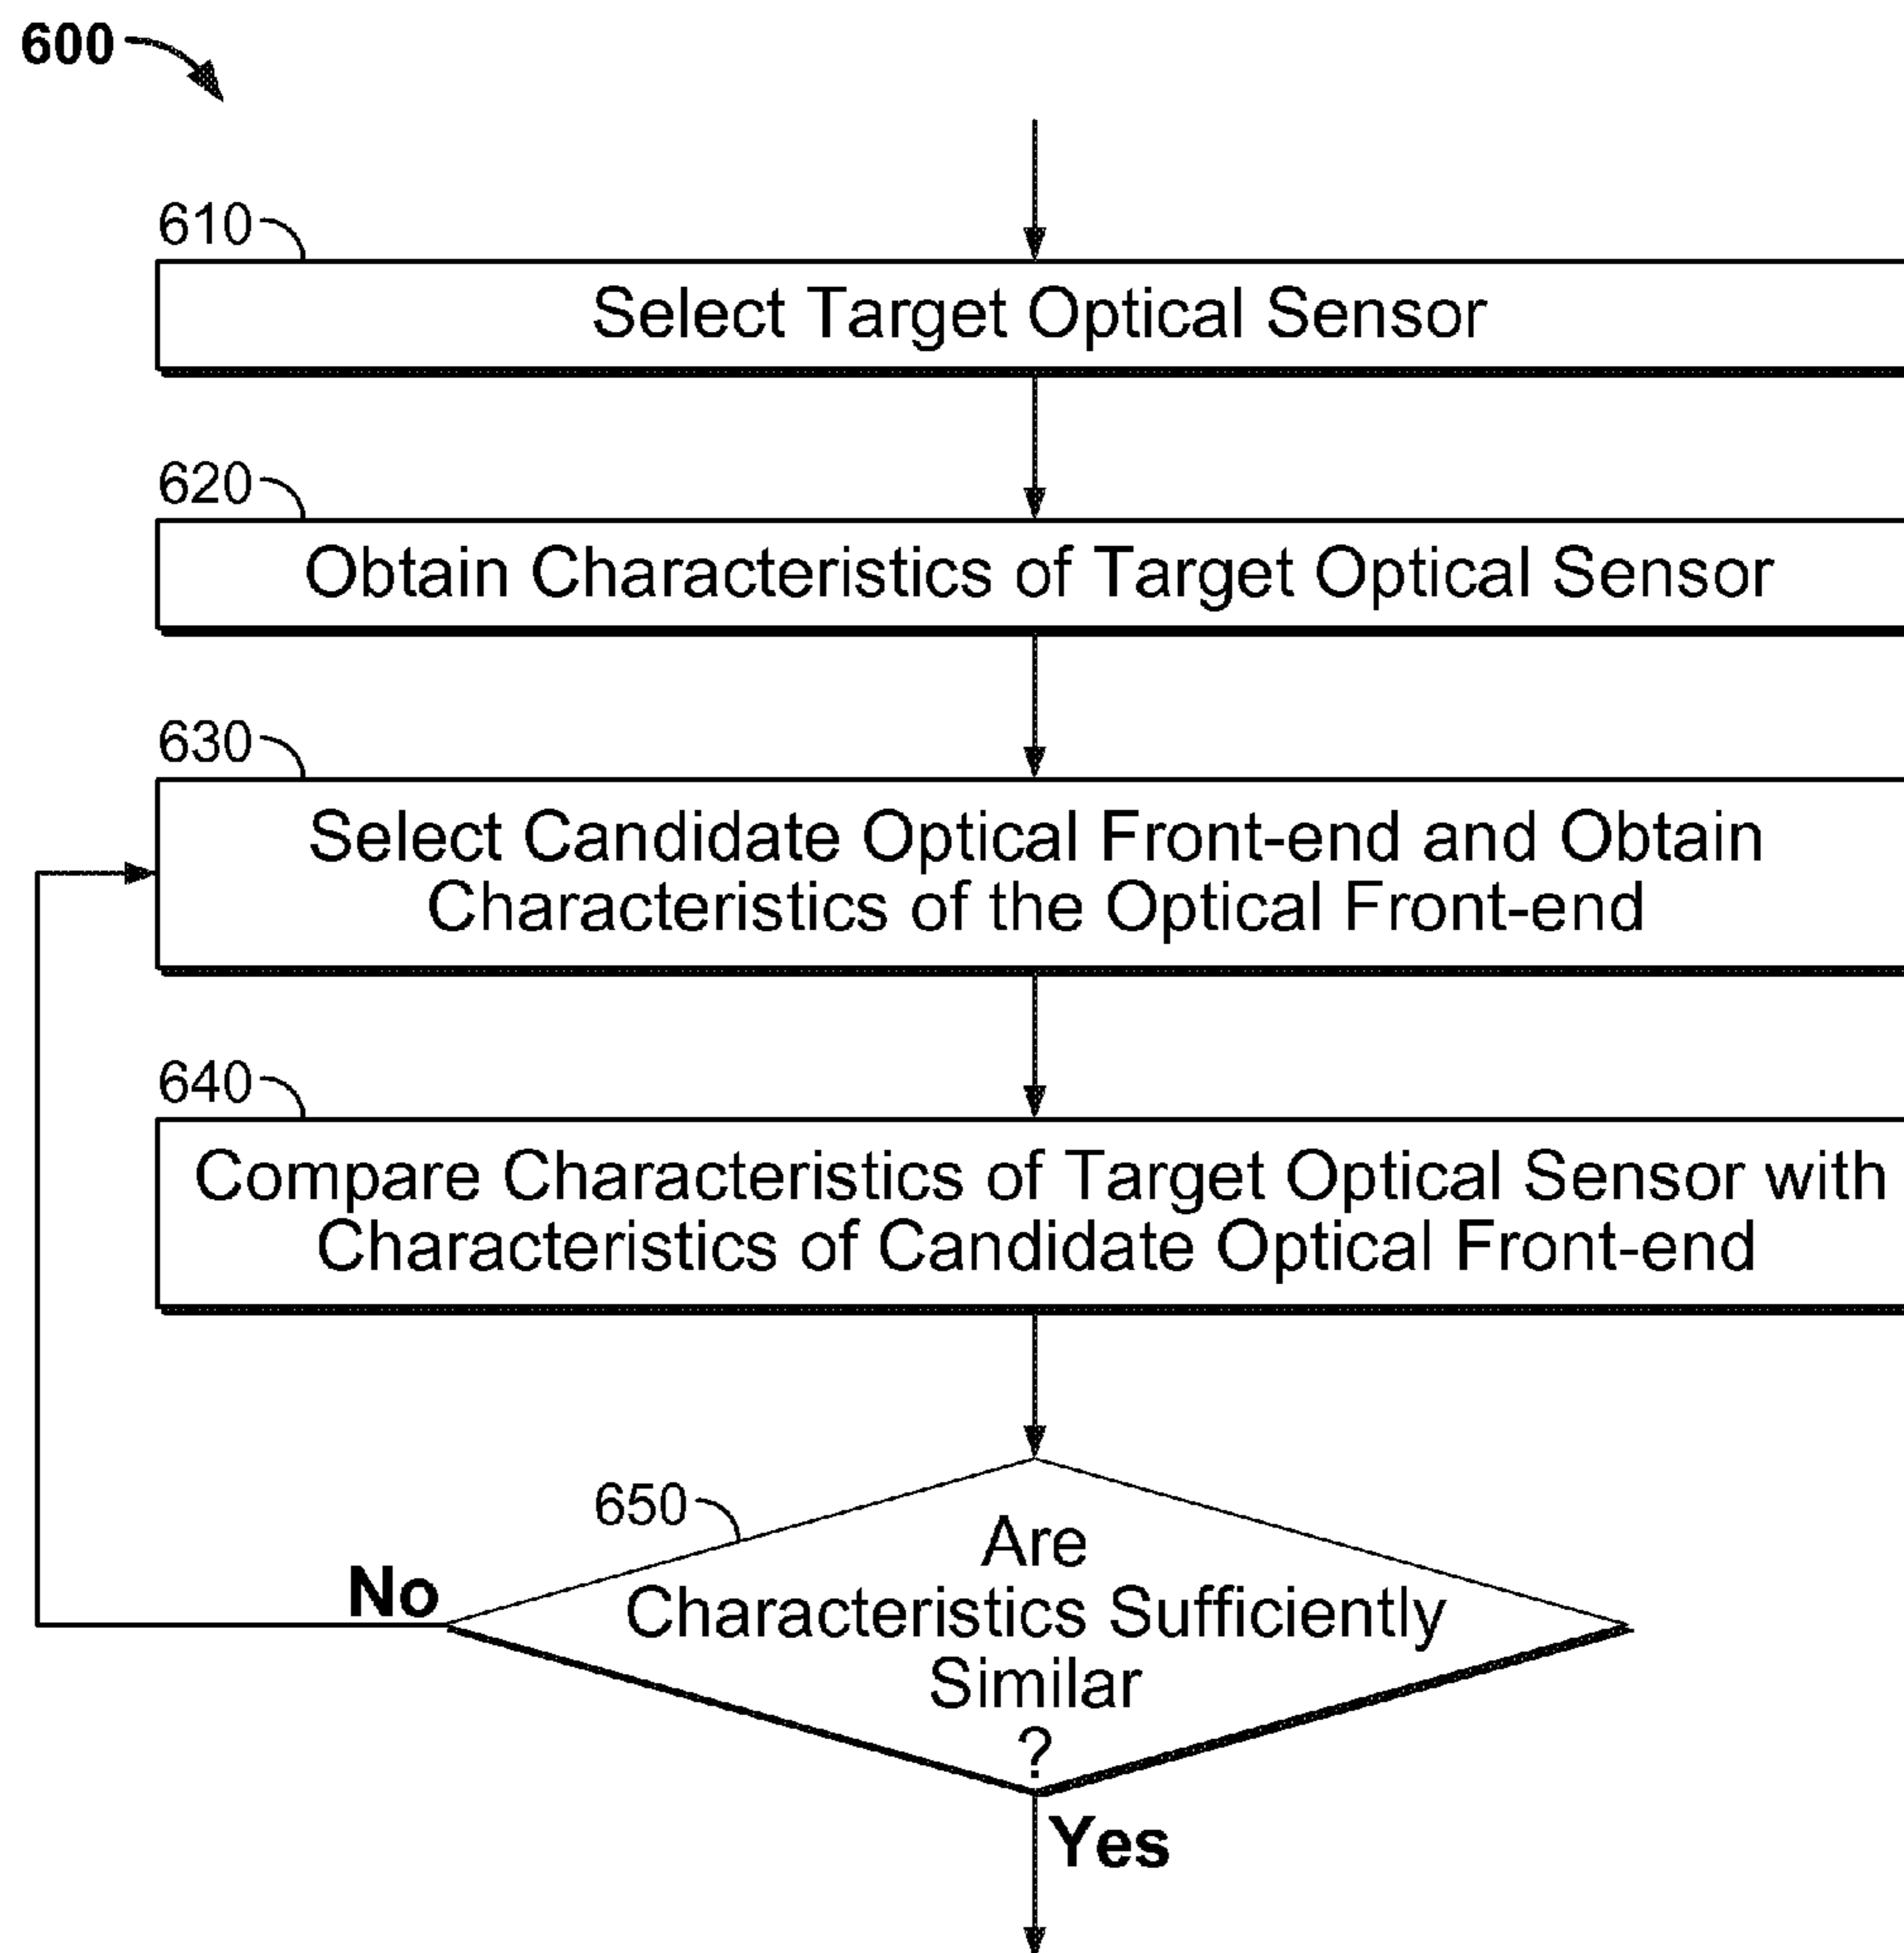 600
610
Select Target Optical Sensor
620
Obtain Characteristics of Target Optical Sensor
630
Select Candidate Optical Front-end and Obtain
Characteristics of the Optical Front-end
640
Compare Characteristics of Target Optical Sensor with
Characteristics of Candidate Optical Front-end
650
Are
Characteristics Sufficiently
Similar
?
No
Yes